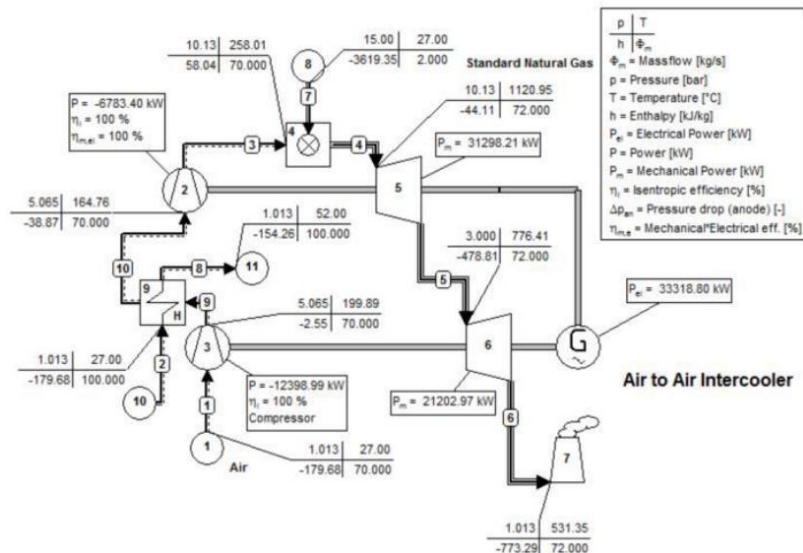 10.13 258.01
58.04 70.000
15.00 27.00
-3619.35 2.000
8
7
Standard Natural Gas
10.13 1120.95
-44.11 72.000
p T
h Φm
Φm = Massflow [kg/s]
p = Pressure [bar]
T = Temperature [°C]
h = Enthalpy [kJ/kg]
Pel = Electrical Power [kW]
P = Power [kW]
Pm = Mechanical Power [kW]
ηi = Isentropic efficiency [%]
Δpan = Pressure drop (anode) [-]
ηm,e = Mechanical*Electrical eff. [%]
P = -6783.40 kW
ηi = 100 %
ηm,el = 100 %
3
4
4
Pm = 31298.21 kW
2
5
5.065 164.76
-38.87 70.000
1.013 52.00
-154.26 100.000
3.000 776.41
-478.81 72.000
10
8
11
5
9
H
9
5.065 199.89
-2.55 70.000
Pel = 33318.80 kW
3
6
G
~
1.013 27.00
-179.68 100.000
2
10
P = -12398.99 kW
ηi = 100 %
Compressor
Pm = 21202.97 kW
Air to Air Intercooler
1
6
1
Air
1.013 27.00
-179.68 70.000
7
1.013 531.35
-773.29 72.000